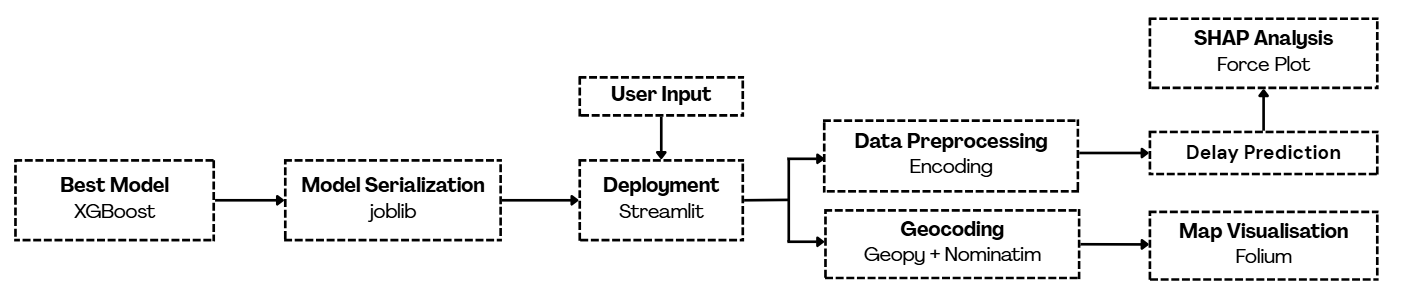 Best Model
XGBoost
Model Serialization
joblib
User Input
Deployment
Streamlit
Data Preprocessing
Encoding
Geocoding
Geopy + Nominatim
SHAP Analysis
Force Plot
Delay Prediction
Map Visualisation
Folium